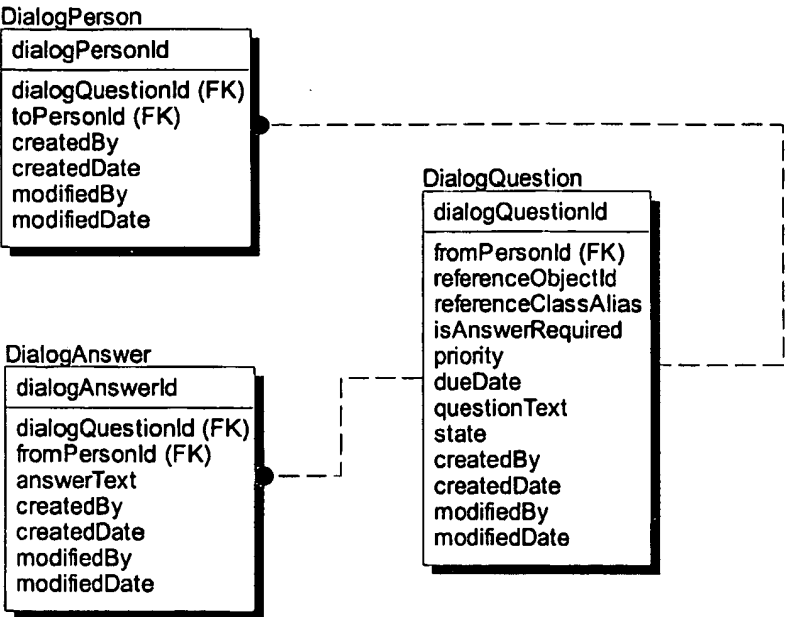 DialogPerson
dialogPersonId
dialogQuestionId (FK)
toPersonId (FK)
createdBy
createdDate
modifiedBy
modifiedDate
DialogQuestion
dialogQuestionId
fromPersonId (FK)
referenceObjectId
referenceClassAlias
isAnswerRequired
priority
dueDate
questionText
state
createdBy
createdDate
modifiedBy
modifiedDate
DialogAnswer
dialogAnswerId
dialogQuestionId (FK)
fromPersonId (FK)
answerText
createdBy
createdDate
modifiedBy
modifiedDate